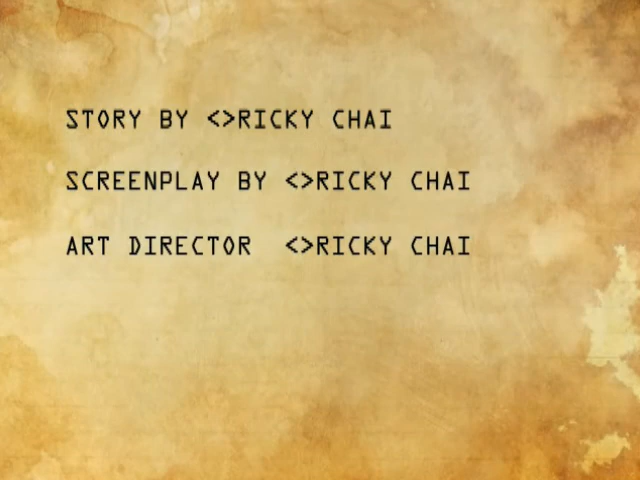 STORY BY <>RICKY CHAI
SCREENPLAY BY <>RICKY CHAI
ART DIRECTOR <>RICKY CHAI